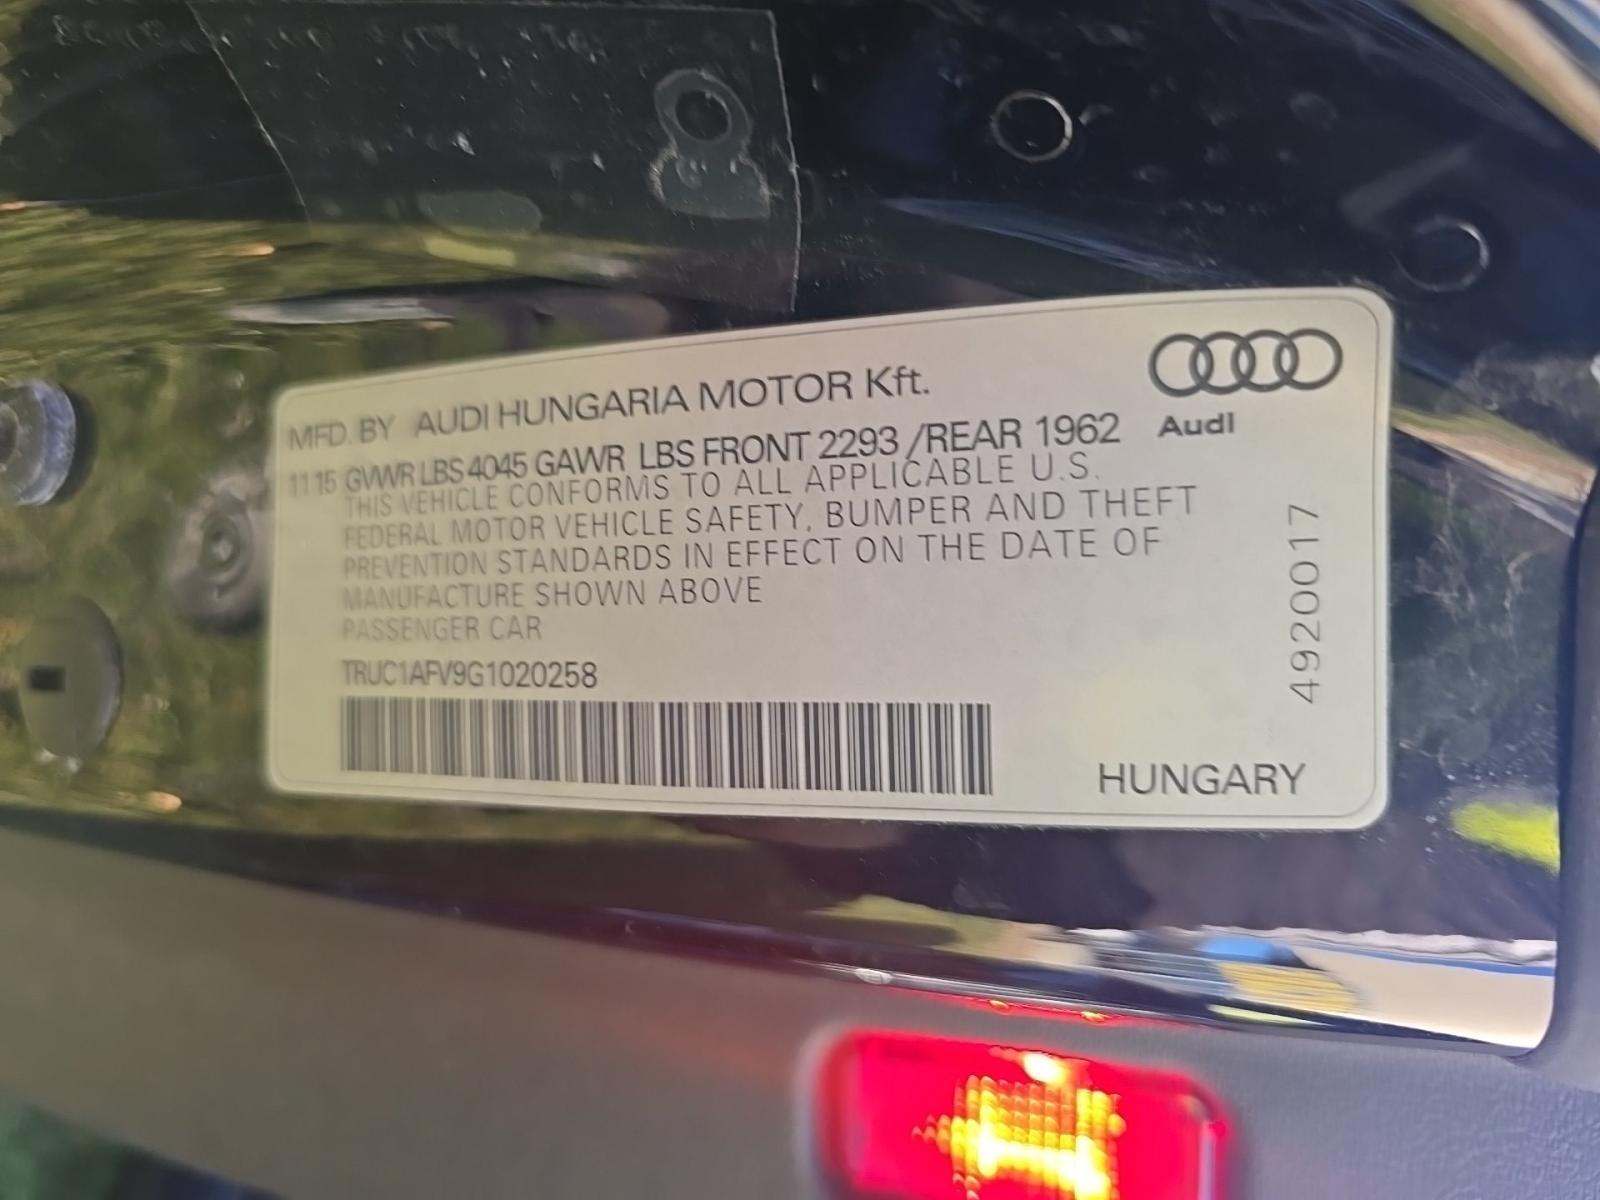 MFD. BY AUDI HUNGARIA MOTOR Kft.
Audi
11 15 GVWR LBS 4045 GAWR LBS FRONT 2293 /REAR 1962
THIS VEHICLE CONFORMS TO ALL APPLICABLE U.S.
FEDERAL MOTOR VEHICLE SAFETY, BUMPER AND THEFT
PREVENTION STANDARDS IN EFFECT ON THE DATE OF
MANUFACTURE SHOWN ABOVE
PASSENGER CAR
TRUC1AFV9G1020258
HUNGARY
4920017